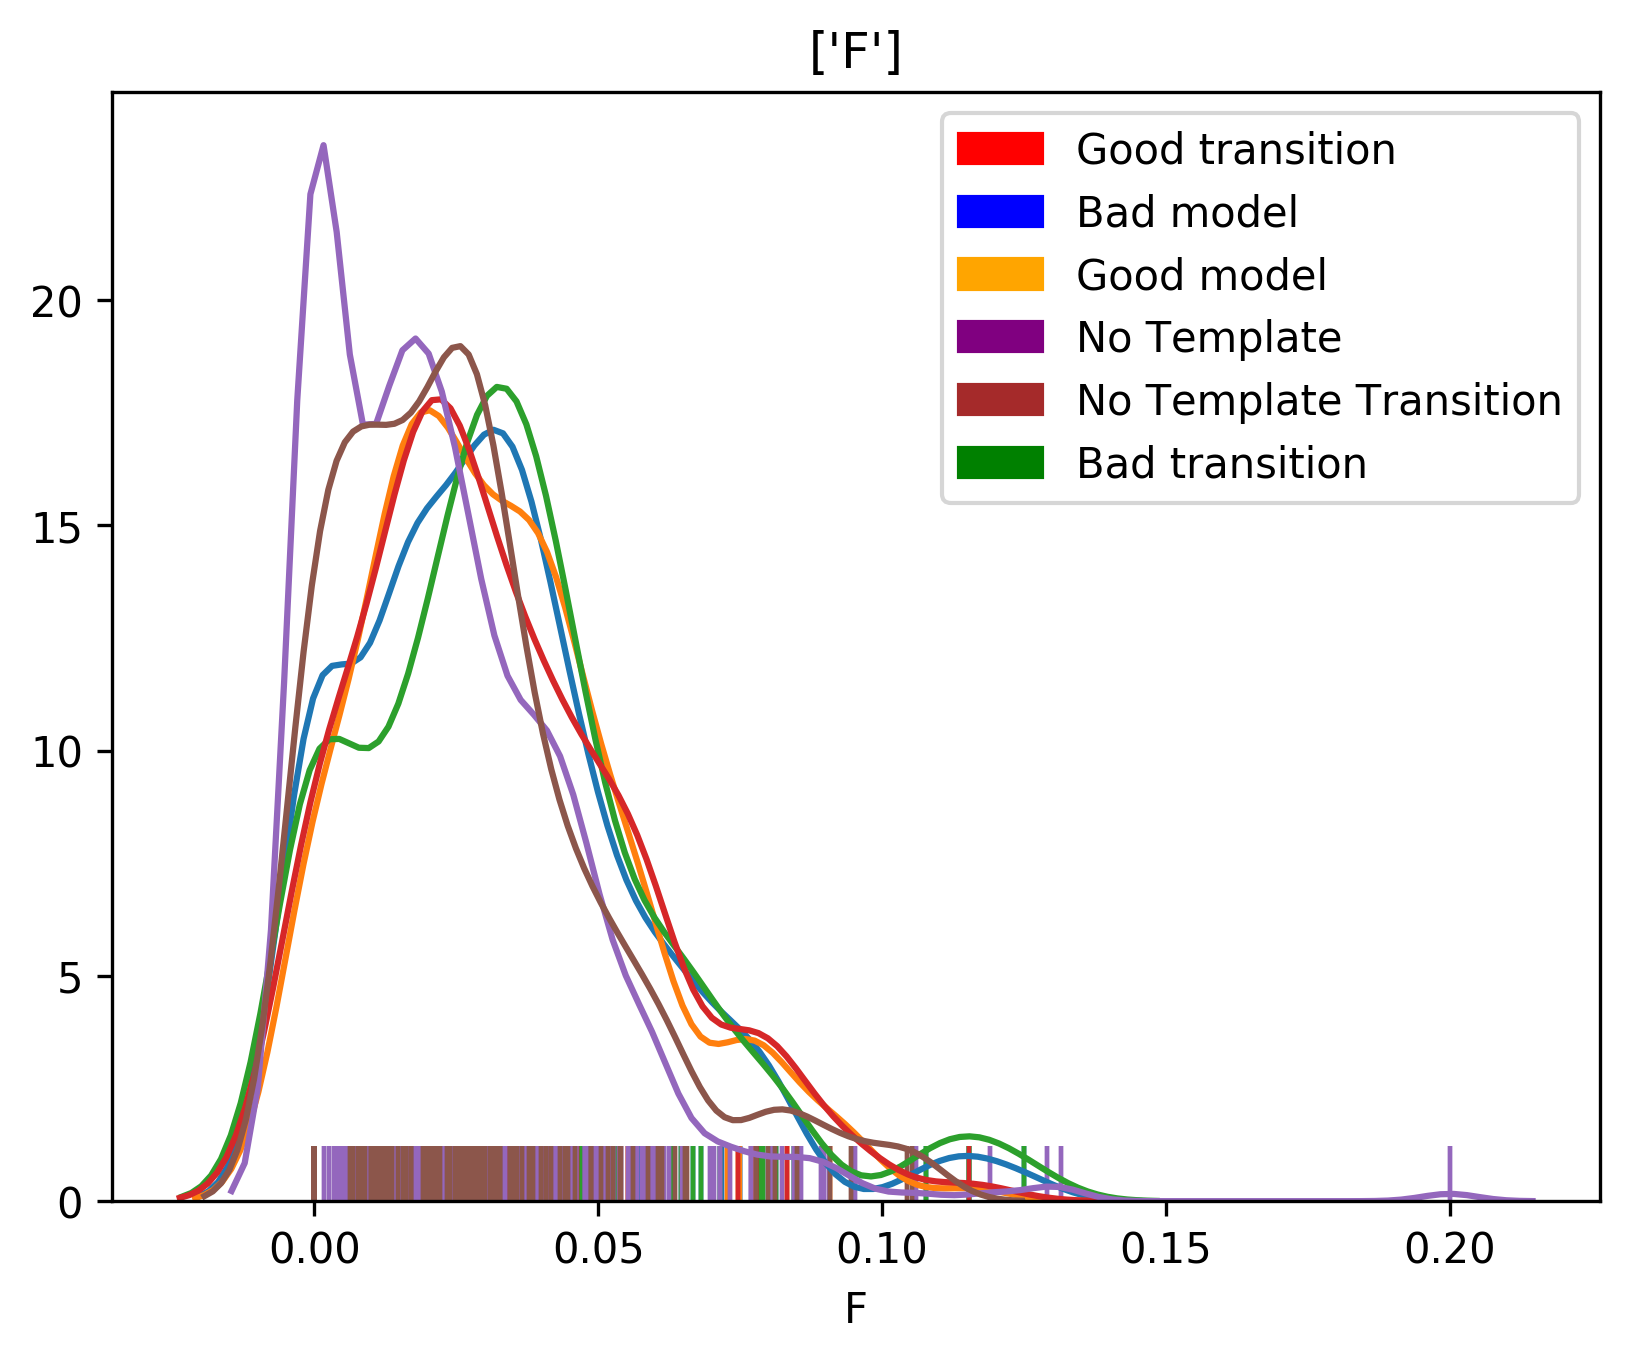 ['F']
Good transition
Bad model
Good model
No Template
No Template Transition
Bad transition
20
15
10
5
0
0.00 0.05 0.10 0.15 0.20
F